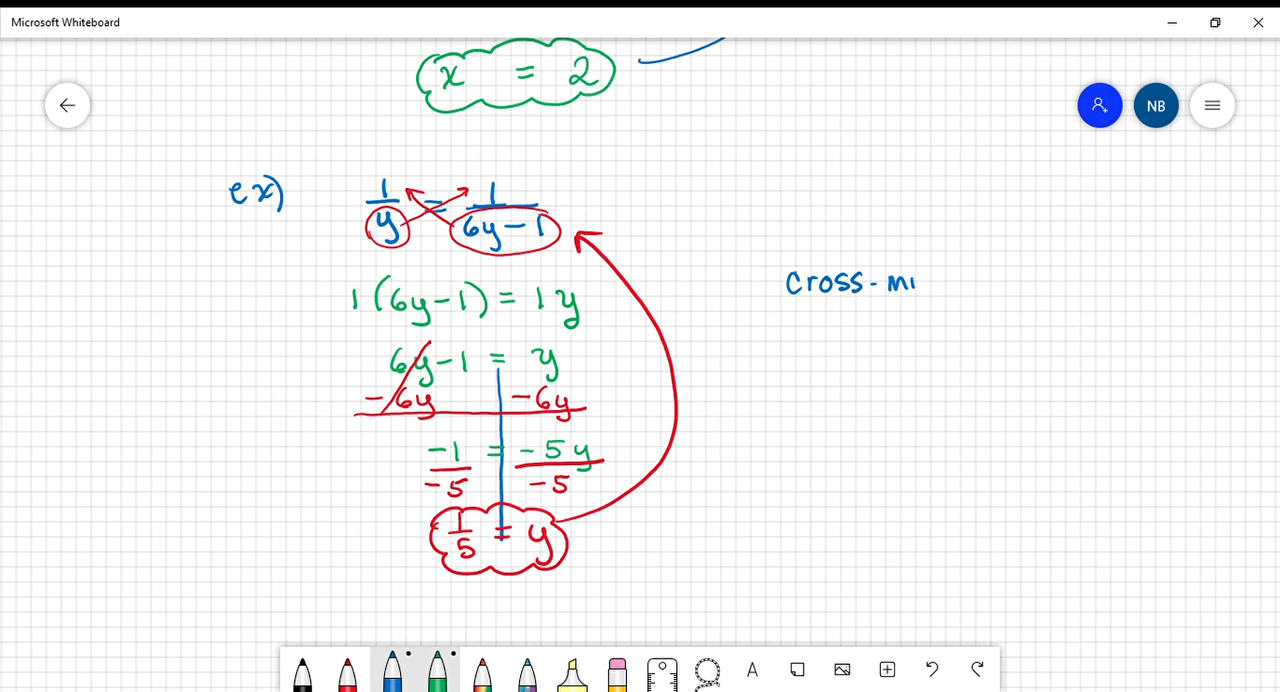 Microsoft Whiteboard
x = 2
NB
ex) 1/y = 1/(6y-1)
Cross-m
1(6y-1) = 1y
6y-1 = y
-6y -6y
-1/-5 = -5y/-5
1/5 = y
A